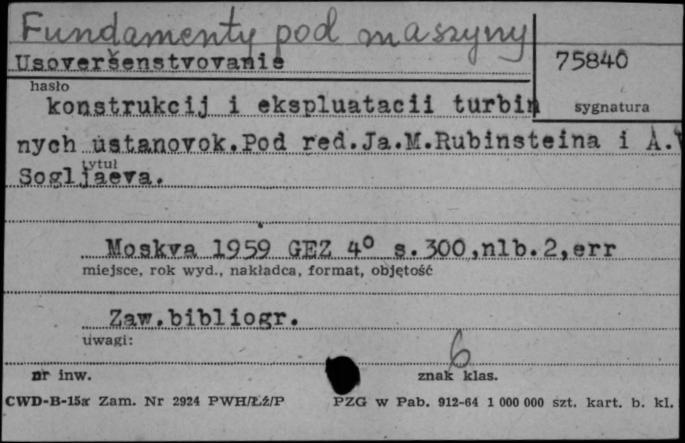 Fundamenty pod maszyny
Usoveršenstvovanie
75840
hasło
konstrukcij i ekspluatacii turbin
sygnatura
nych ustanovok.Pod red.Ja.M.Rubinsteina i A.
tytuł
Sogljaeva.
Moskva 1959 GEZ 4° s.300,nlb.2,err
miejsce, rok wyd., nakładca, format, objętość
Zaw.bibliogr.
uwagi:
6
nr inw.
znak klas.
CWD-B-15a Zam. Nr 2924 PWH/Łź/P PZG w Pab. 912-64 1 000 000 szt. kart. b. kl.